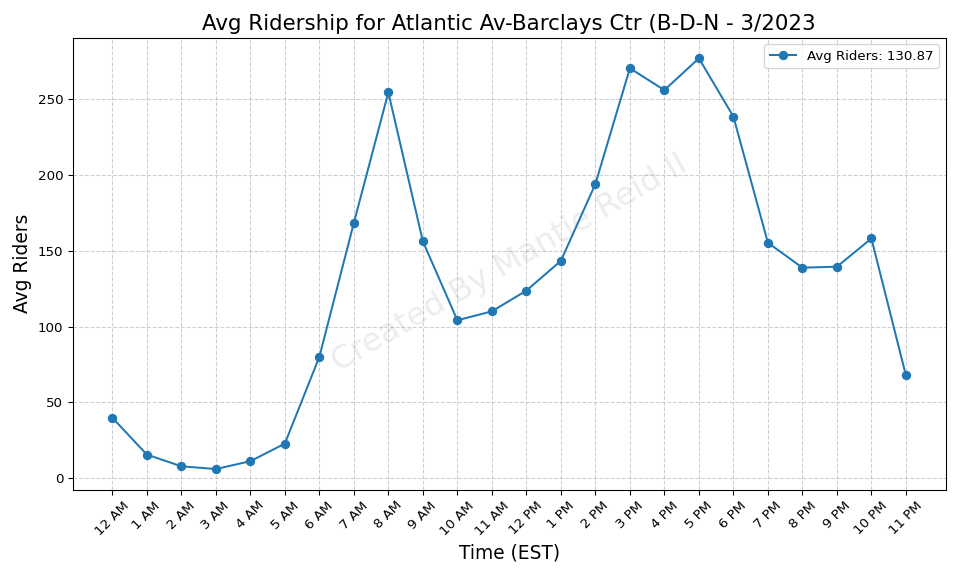 Avg Ridership for Atlantic Av-Barclays Ctr (B-D-N - 3/2023
Avg Riders: 130.87
Avg Riders
250
200
150
100
50
0
Created By Mantic Reid II
12 AM
1 AM
2 AM
3 AM
4 AM
5 AM
6 AM
7 AM
8 AM
9 AM
10 AM
11 AM
12 PM
1 PM
2 PM
3 PM
4 PM
5 PM
6 PM
7 PM
8 PM
9 PM
10 PM
11 PM
Time (EST)